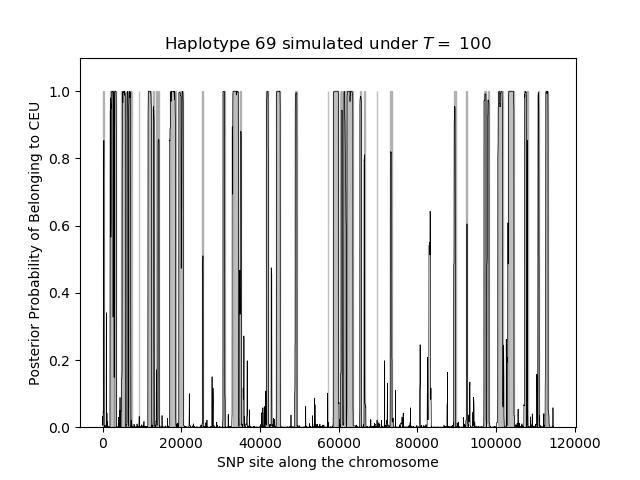 Haplotype 69 simulated under T = 100
1.0
0.8
0.6
0.4
0.2
0.0
Posterior Probability of Belonging to CEU
0 20000 40000 60000 80000 100000 120000
SNP site along the chromosome